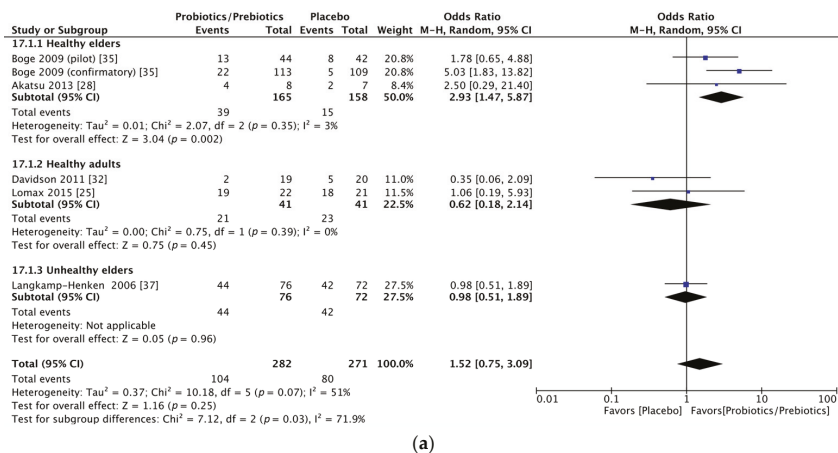 Probiotics/Prebiotics Placebo Odds Ratio Odds Ratio
Study or Subgroup Events Total Events Total Weight M-H, Random, 95% CI M-H, Random, 95% CI
17.1.1 Healthy elders
Boge 2009 (pilot) [35] 13 44 8 42 20.8% 1.78 [0.65, 4.88]
Boge 2009 (confirmatory) [35] 22 113 5 109 20.8% 5.03 [1.83, 13.82]
Akatsu 2013 [28] 4 8 2 7 8.4% 2.50 [0.29, 21.40]
Subtotal (95% CI) 165 158 50.0% 2.93 [1.47, 5.87]
Total events 39 15
Heterogeneity: Tau² = 0.01; Chi² = 2.07, df = 2 (p = 0.35); I² = 3%
Test for overall effect: Z = 3.04 (p = 0.002)
17.1.2 Healthy adults
Davidson 2011 [32] 2 19 5 20 11.0% 0.35 [0.06, 2.09]
Lomax 2015 [25] 19 22 18 21 11.5% 1.06 [0.19, 5.93]
Subtotal (95% CI) 41 41 22.5% 0.62 [0.18, 2.14]
Total events 21 23
Heterogeneity: Tau² = 0.00; Chi² = 0.75, df = 1 (p = 0.39); I² = 0%
Test for overall effect: Z = 0.75 (p = 0.45)
17.1.3 Unhealthy elders
Langkamp-Henken 2006 [37] 44 76 42 72 27.5% 0.98 [0.51, 1.89]
Subtotal (95% CI) 76 72 27.5% 0.98 [0.51, 1.89]
Total events 44 42
Heterogeneity: Not applicable
Test for overall effect: Z = 0.05 (p = 0.96)
Total (95% CI) 282 271 100.0% 1.52 [0.75, 3.09]
Total events 104 80
Heterogeneity: Tau² = 0.37; Chi² = 10.18, df = 5 (p = 0.07); I² = 51%
Test for overall effect: Z = 1.16 (p = 0.25)
Test for subgroup differences: Chi² = 7.12, df = 2 (p = 0.03), I² = 71.9%
0.01 0.1 1 10 100
Favors [Placebo] Favors[Probiotics/Prebiotics]
(a)